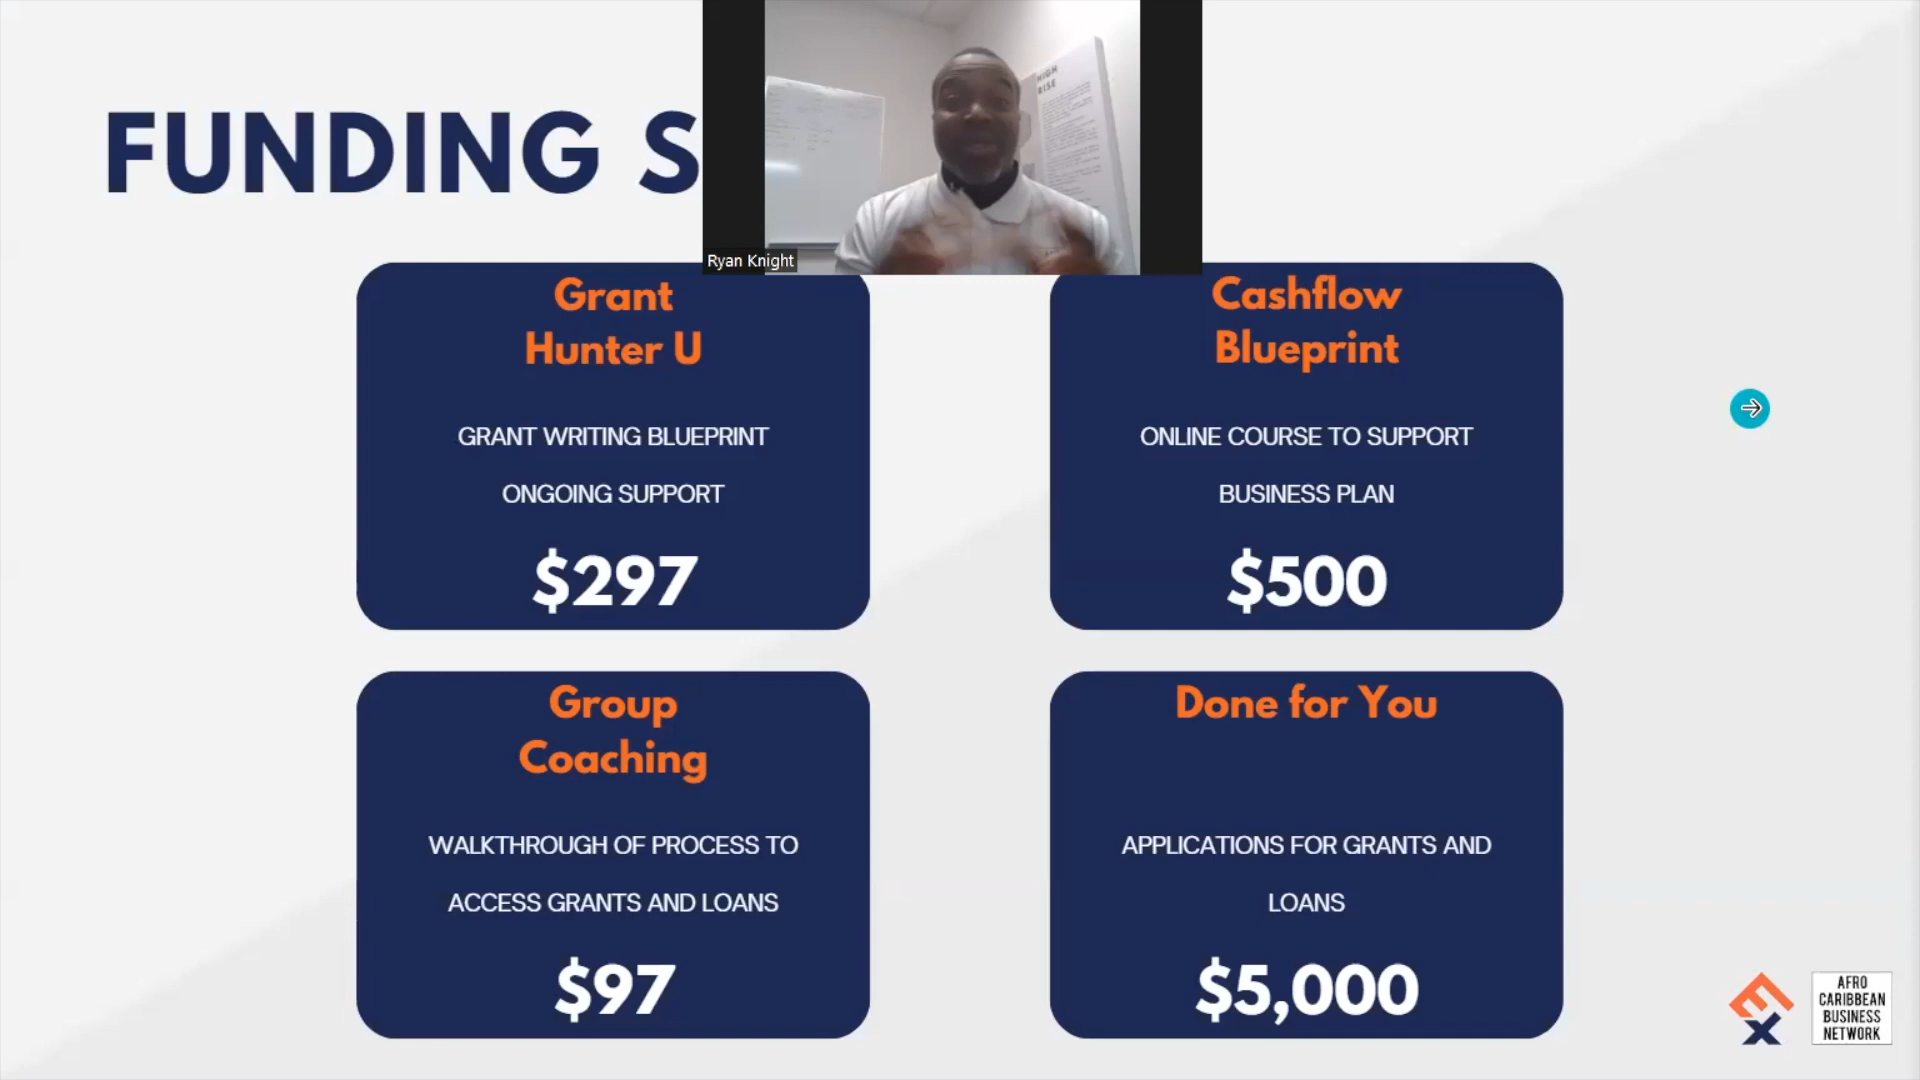 FUNDING S
HIGH
RISE
Ryan Knight
Grant
Hunter U
GRANT WRITING BLUEPRINT
ONGOING SUPPORT
$297
Cashflow
Blueprint
ONLINE COURSE TO SUPPORT
BUSINESS PLAN
$500
Group
Coaching
WALKTHROUGH OF PROCESS TO
ACCESS GRANTS AND LOANS
$97
Done for You
APPLICATIONS FOR GRANTS AND
LOANS
$5,000
AFRO
CARIBBEAN
BUSINESS
NETWORK